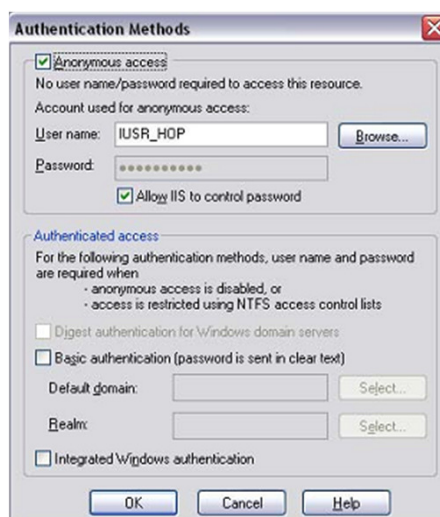 Authentication Methods
Anonymous access
No user name/password required to access this resource.
Account used for anonymous access:
User name: IUSR_HOP Browse...
Password: ●●●●●●●●●●
Allow IIS to control password
Authenticated access
For the following authentication methods, user name and password
are required when
- anonymous access is disabled, or
- access is restricted using NTFS access control lists
Digest authentication for Windows domain servers
Basic authentication (password is sent in clear text)
Default domain: Select...
Realm: Select...
Integrated Windows authentication
OK Cancel Help